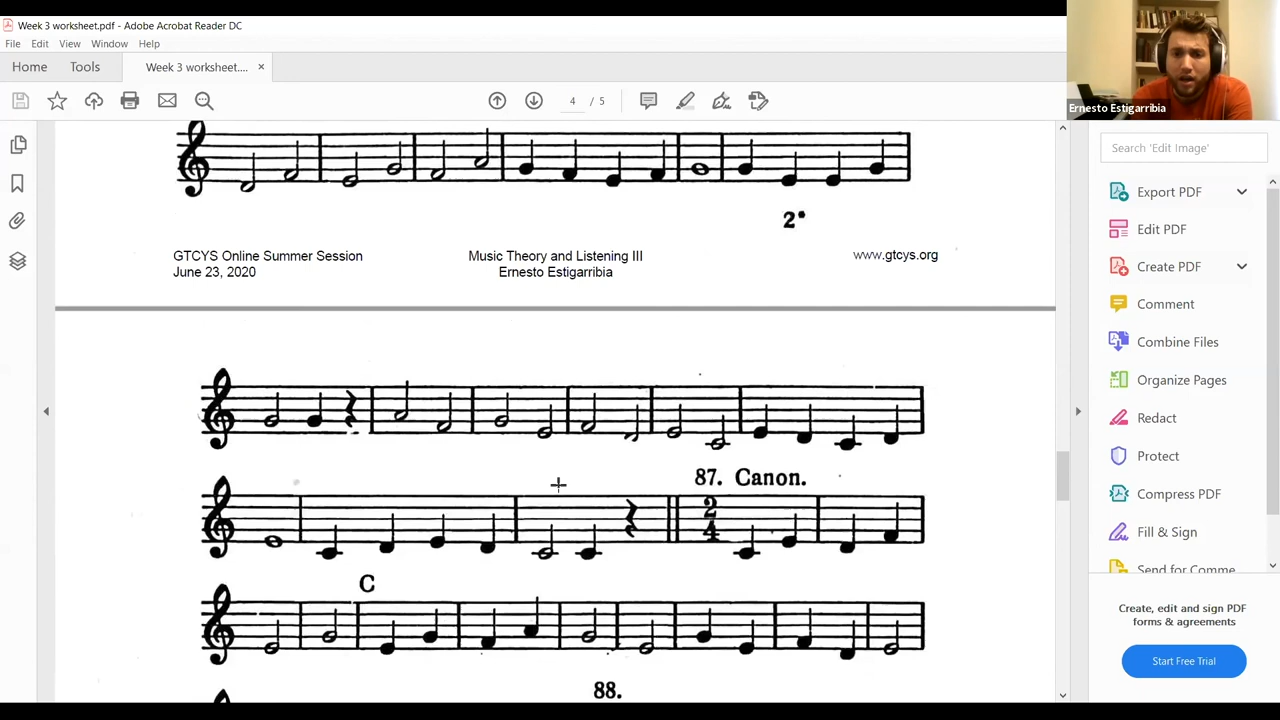 Week 3 worksheet.pdf - Adobe Acrobat Reader DC
File Edit View Window Help
Home Tools Week 3 worksheet.... ×
4 / 5
Ernesto Estigarribia
Search 'Edit Image'
Export PDF
Edit PDF
Create PDF
Comment
Combine Files
Organize Pages
Redact
Protect
Compress PDF
Fill & Sign
Send for Comme
Create, edit and sign PDF
forms & agreements
Start Free Trial
2•
GTCYS Online Summer Session Music Theory and Listening III www.gtcys.org
June 23, 2020 Ernesto Estigarribia
87. Canon.
2
4
C
88.